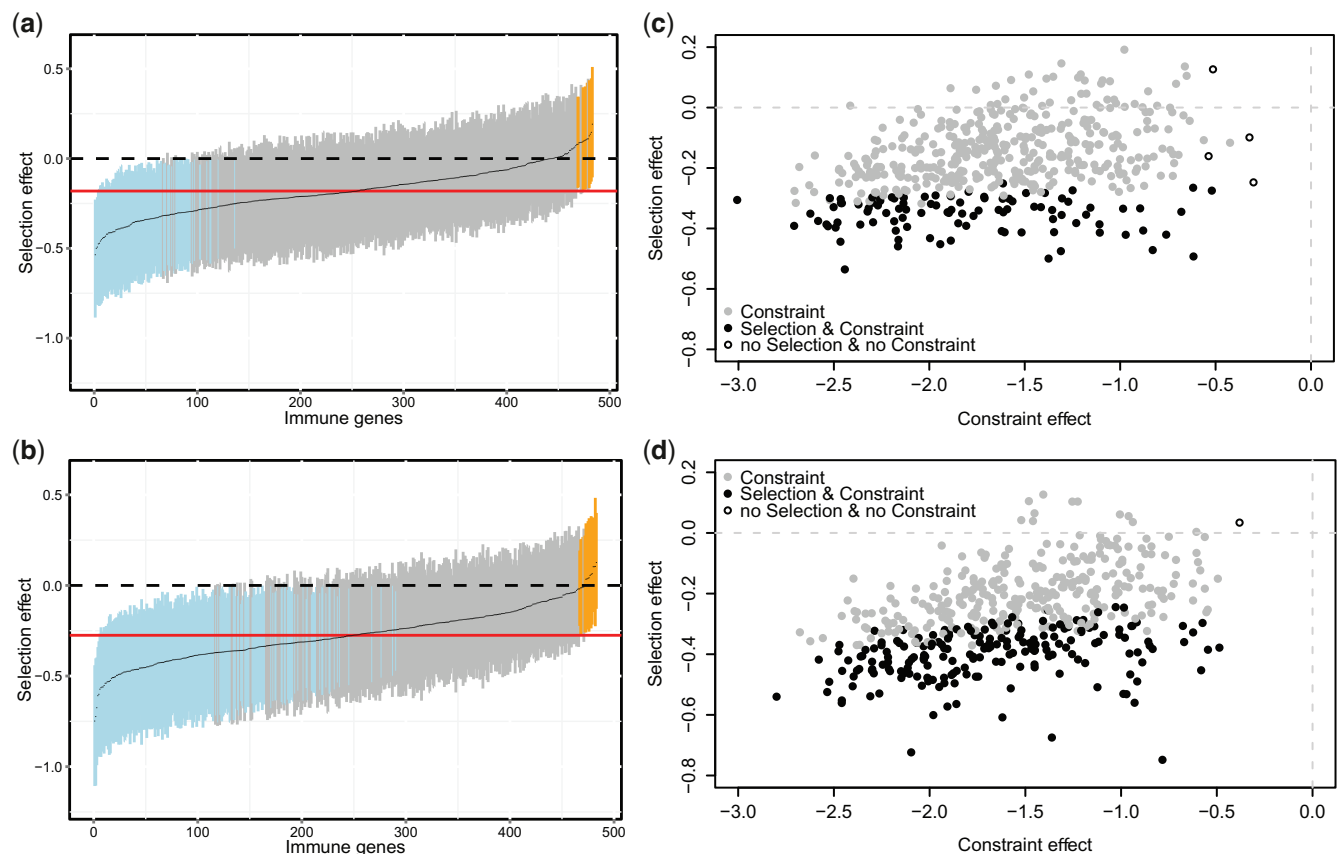 (a)
Selection effect
0.5
0.0
−0.5
−1.0
0
100
200
300
400
500
Immune genes
(c)
Selection effect
0.2
0.0
−0.2
−0.4
−0.6
−0.8
Constraint
Selection & Constraint
no Selection & no Constraint
−3.0
−2.5
−2.0
−1.5
−1.0
−0.5
0.0
Constraint effect
(b)
Selection effect
0.5
0.0
−0.5
−1.0
0
100
200
300
400
500
Immune genes
(d)
Selection effect
0.2
0.0
−0.2
−0.4
−0.6
−0.8
Constraint
Selection & Constraint
no Selection & no Constraint
−3.0
−2.5
−2.0
−1.5
−1.0
−0.5
0.0
Constraint effect